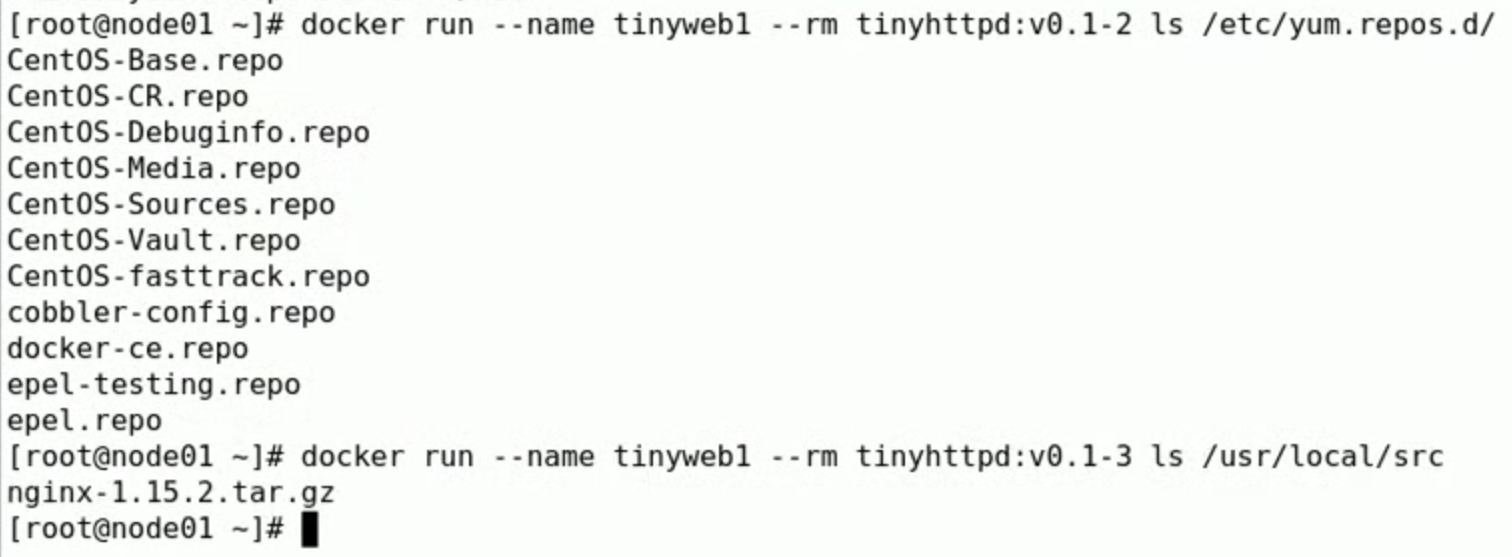 [root@node01 ~]# docker run --name tinyweb1 --rm tinyhttpd:v0.1-2 ls /etc/yum.repos.d/
CentOS-Base.repo
CentOS-CR.repo
CentOS-Debuginfo.repo
CentOS-Media.repo
CentOS-Sources.repo
CentOS-Vault.repo
CentOS-fasttrack.repo
cobbler-config.repo
docker-ce.repo
epel-testing.repo
epel.repo
[root@node01 ~]# docker run --name tinyweb1 --rm tinyhttpd:v0.1-3 ls /usr/local/src
nginx-1.15.2.tar.gz
[root@node01 ~]#